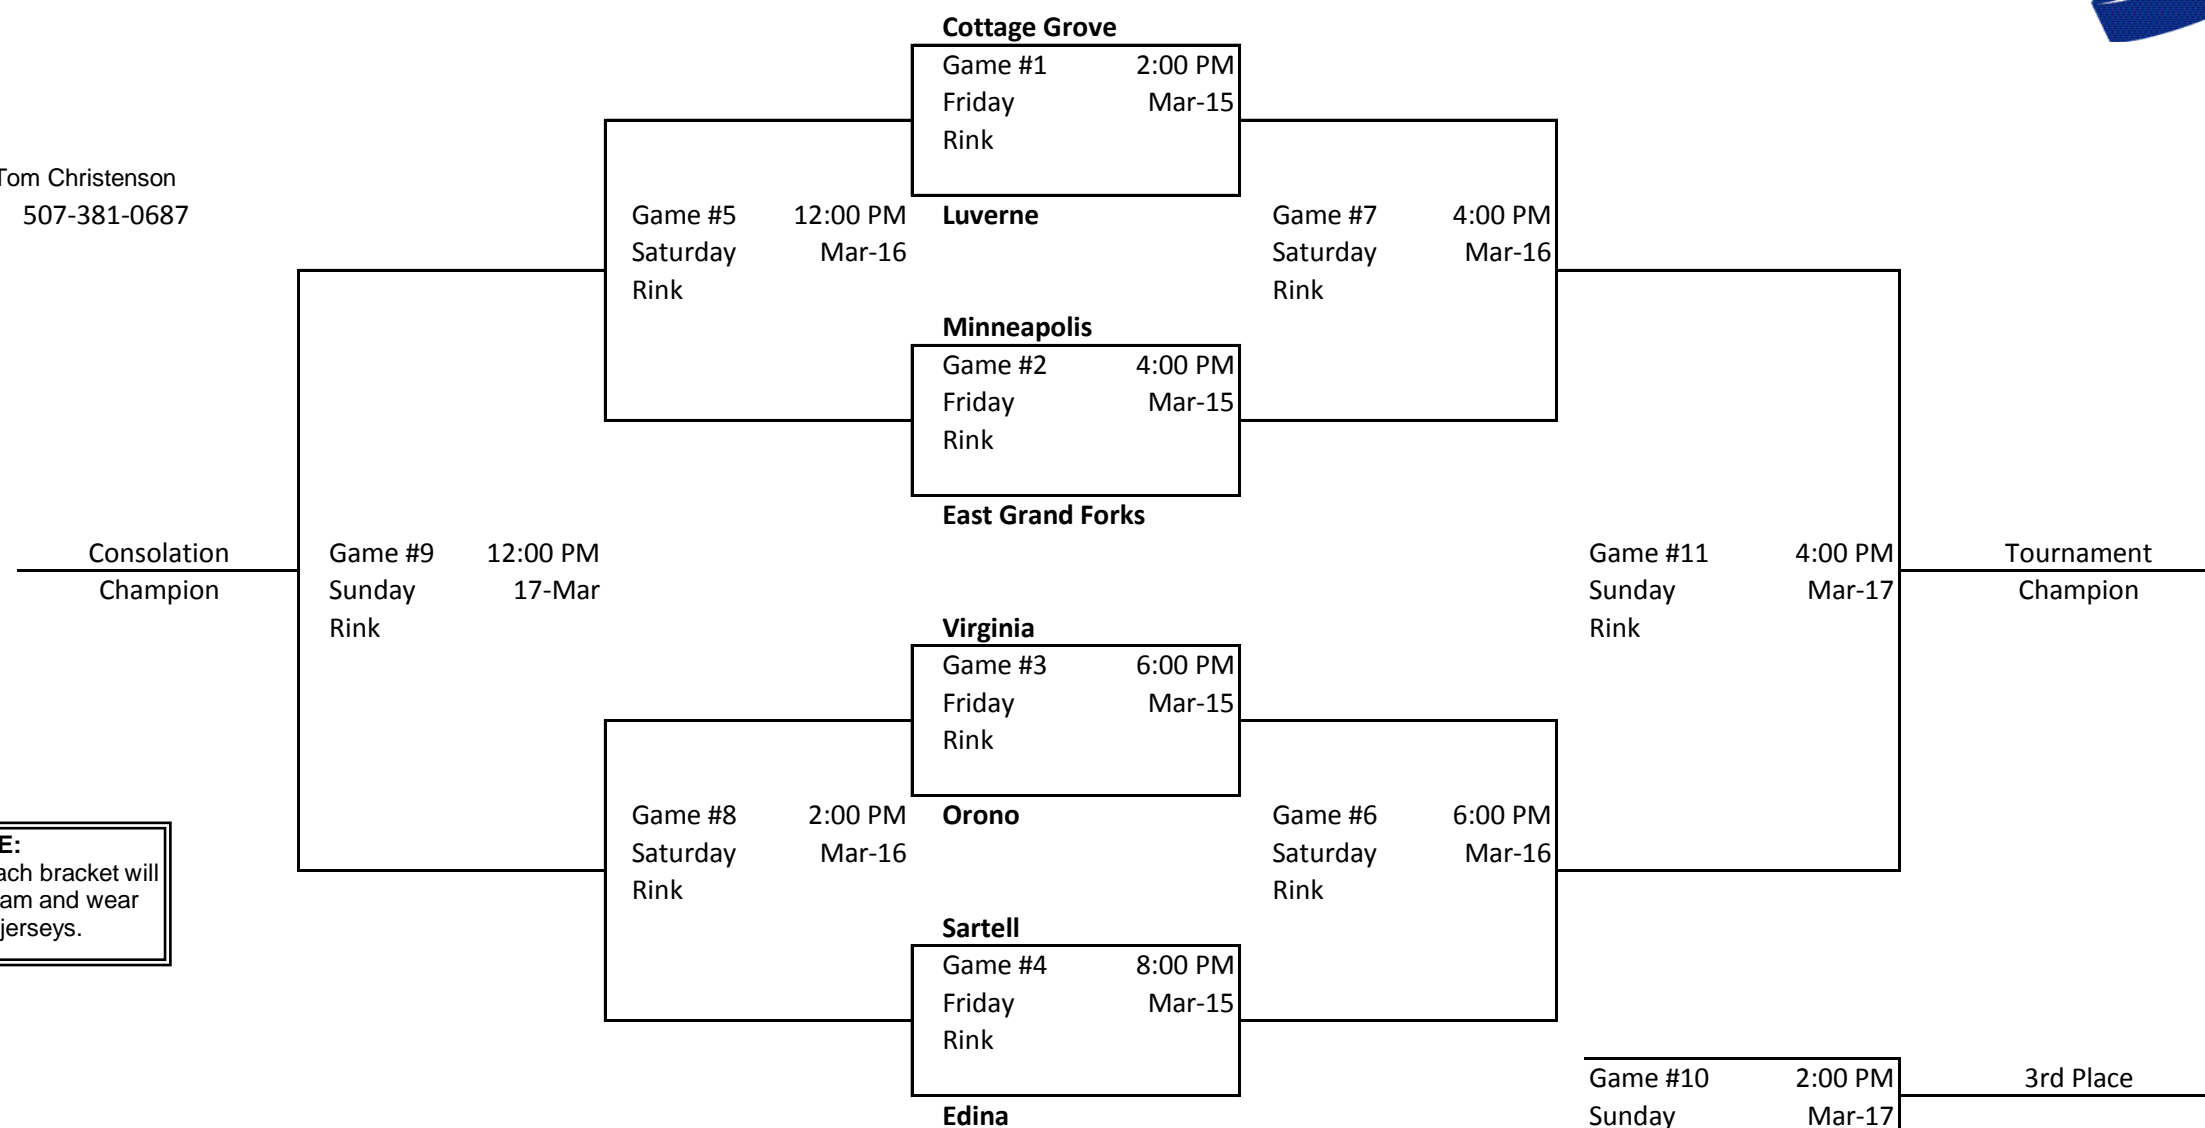 Cottage Grove
Game #1 2:00 PM
Friday Mar-15
Rink
Tom Christenson
507-381-0687
Game #5 12:00 PM
Saturday Mar-16
Rink
Luverne
Game #7 4:00 PM
Saturday Mar-16
Rink
Minneapolis
Game #2 4:00 PM
Friday Mar-15
Rink
East Grand Forks
Consolation
Champion
Game #9 12:00 PM
Sunday 17-Mar
Rink
Game #11 4:00 PM
Sunday Mar-17
Rink
Tournament
Champion
Virginia
Game #3 6:00 PM
Friday Mar-15
Rink
Game #8 2:00 PM
Saturday Mar-16
Rink
Orono
Game #6 6:00 PM
Saturday Mar-16
Rink
E:
ach bracket will
am and wear
jerseys.
Sartell
Game #4 8:00 PM
Friday Mar-15
Rink
Edina
Game #10 2:00 PM
Sunday Mar-17
3rd Place